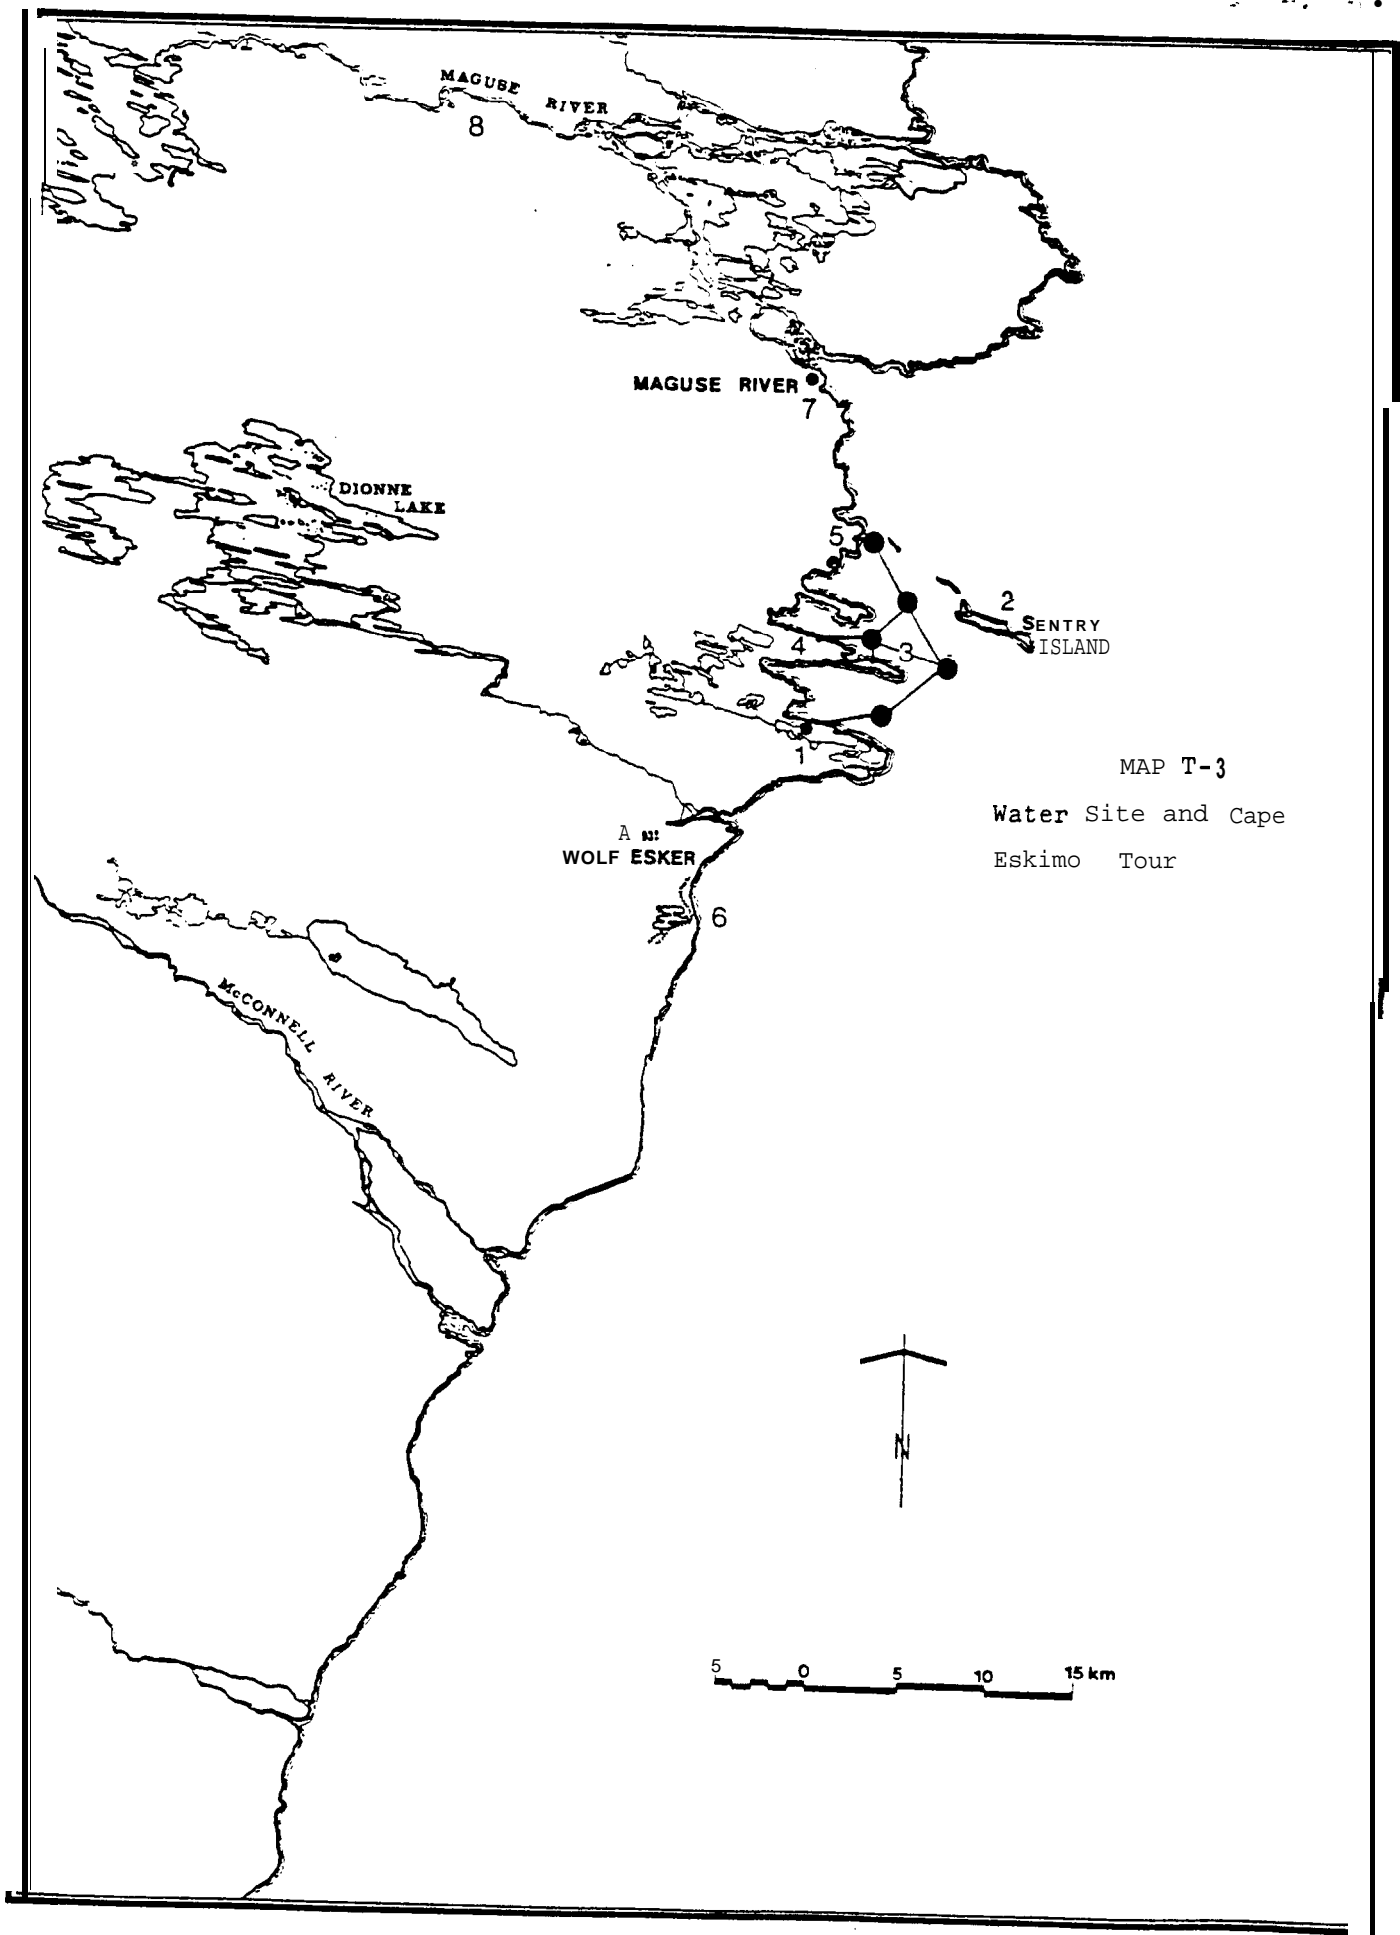 MAGUSE RIVER
8
MAGUSE RIVER
7
DIONNE
LAKE
5
2
SENTRY
ISLAND
4
3
1
MAP T-3
Water Site and Cape
Eskimo Tour
A
WOLF ESKER
6
McCONNELL
RIVER
N
5 0 5 10 15 km